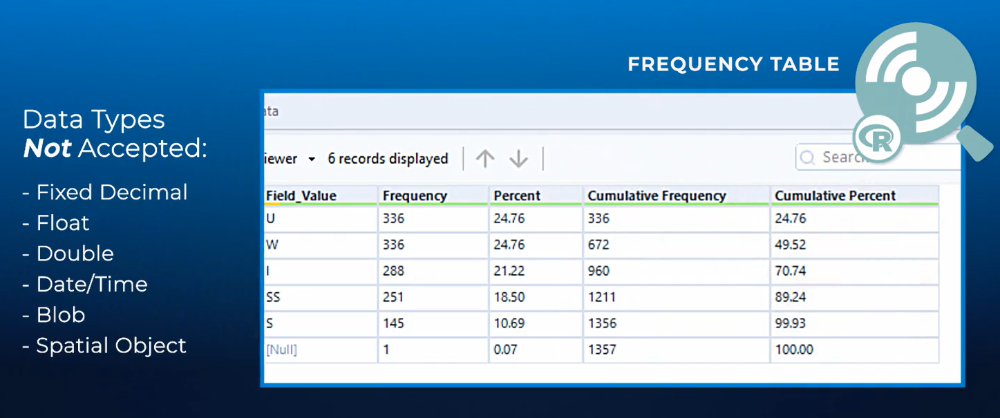 FREQUENCY TABLE
Data Types
Not Accepted:
- Fixed Decimal
- Float
- Double
- Date/Time
- Blob
- Spatial Object
ata
iewer 6 records displayed Search
R
Field_Value Frequency Percent Cumulative Frequency Cumulative Percent
U 336 24.76 336 24.76
W 336 24.76 672 49.52
I 288 21.22 960 70.74
SS 251 18.50 1211 89.24
S 145 10.69 1356 99.93
[Null] 1 0.07 1357 100.00